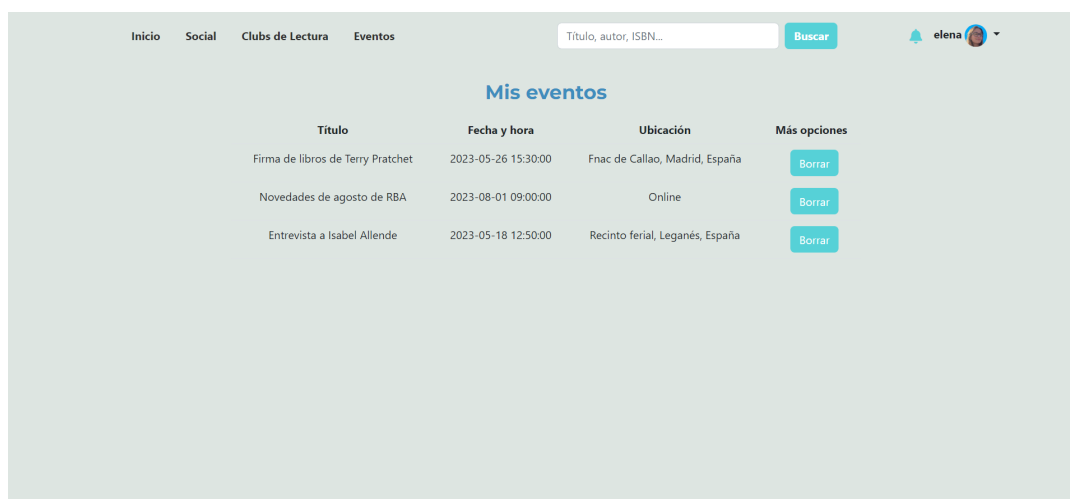 Inicio Social Clubs de Lectura Eventos Título, autor, ISBN... Buscar elena
Mis eventos
Título Fecha y hora Ubicación Más opciones
Firma de libros de Terry Pratchet 2023-05-26 15:30:00 Fnac de Callao, Madrid, España Borrar
Novedades de agosto de RBA 2023-08-01 09:00:00 Online Borrar
Entrevista a Isabel Allende 2023-05-18 12:50:00 Recinto ferial, Leganés, España Borrar